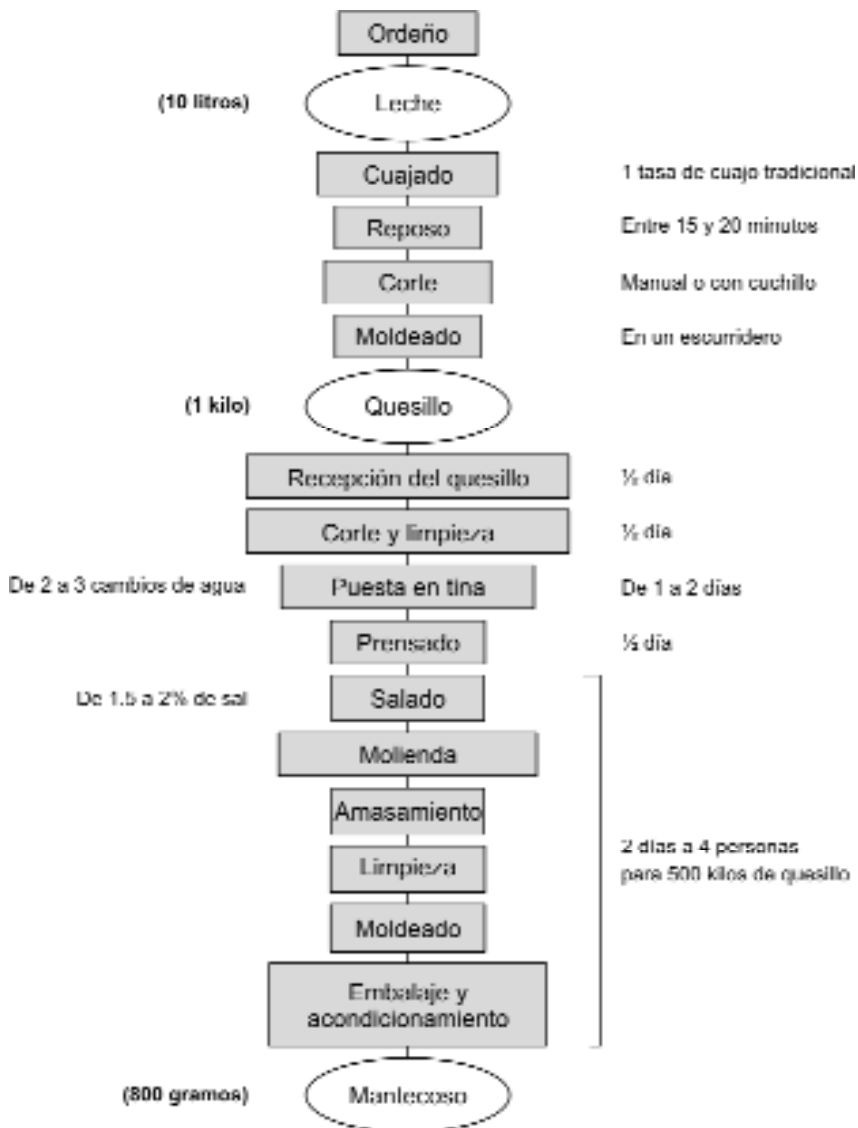 Ordeño
(10 litros) Leche
Cuajado 1 tasa de cuajo tradicional
Reposo Entre 15 y 20 minutos
Corte Manual o con cuchillo
Moldeado En un escurridero
(1 kilo) Quesillo
Recepción del quesillo ½ día
Corte y limpieza ½ día
De 2 a 3 cambios de agua Puesta en tina De 1 a 2 días
Prensado ½ día
De 1.5 a 2% de sal Salado
Molienda
Amasamiento
Limpieza
2 días a 4 personas
para 500 kilos de quesillo
Moldeado
Embalaje y
acondicionamiento
(800 gramos) Mantecoso